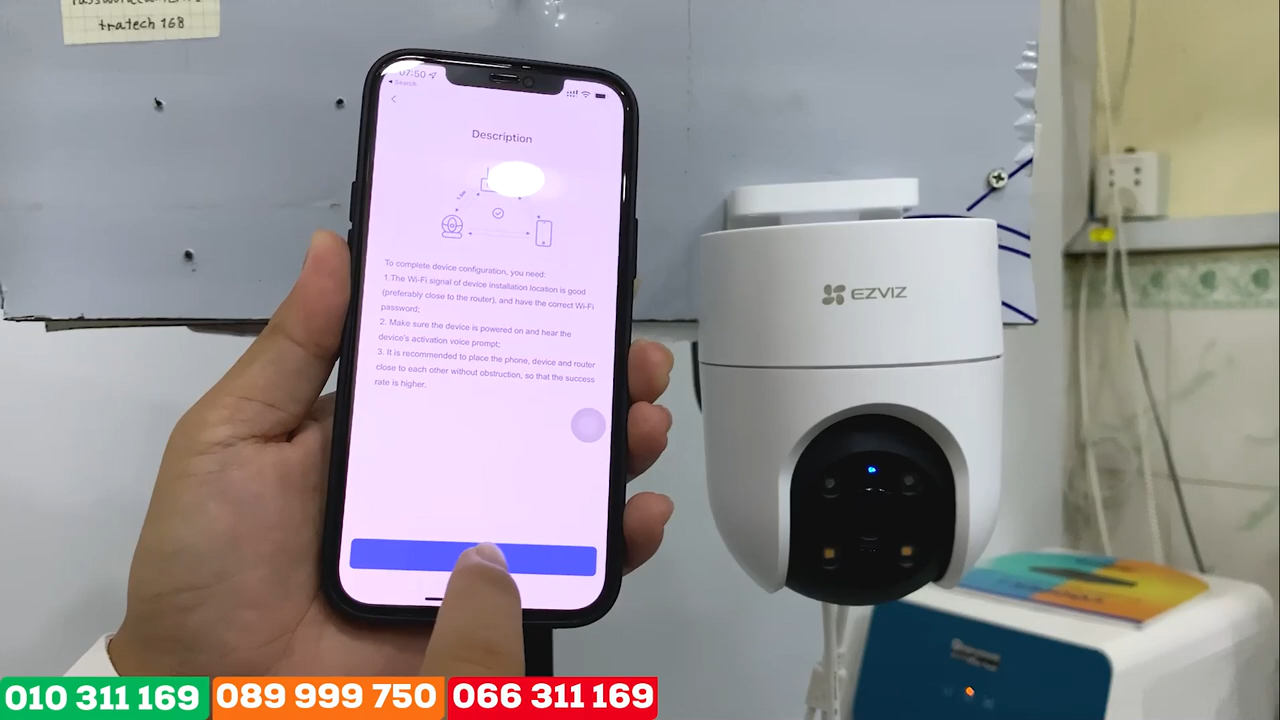 tratech 168
07:50
Search
Description
To complete device configuration, you need:
1.The Wi-Fi signal of device installation location is good
(preferably close to the router), and have the correct Wi-Fi
password;
2. Make sure the device is powered on and hear the
device's activation voice prompt;
3. It is recommended to place the phone, device and router
close to each other without obstruction, so that the success
rate is higher.
EZVIZ
010 311 169
089 999 750
066 311 169